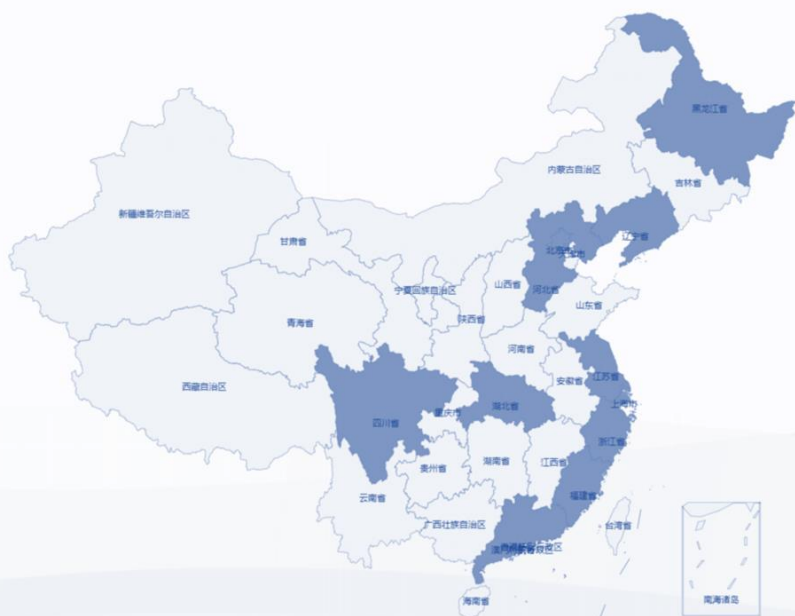 黑龙江省
内蒙古自治区
吉林省
新疆维吾尔自治区
辽宁省
甘肃省
北京市
河北省
宁夏回族自治区
山西省
山东省
陕西省
青海省
河南省
江苏省
安徽省
西藏自治区
上海市
湖北省
重庆市
四川省
浙江省
湖南省
江西省
贵州省
福建省
云南省
广西壮族自治区
台湾省
海南省
南海诸岛